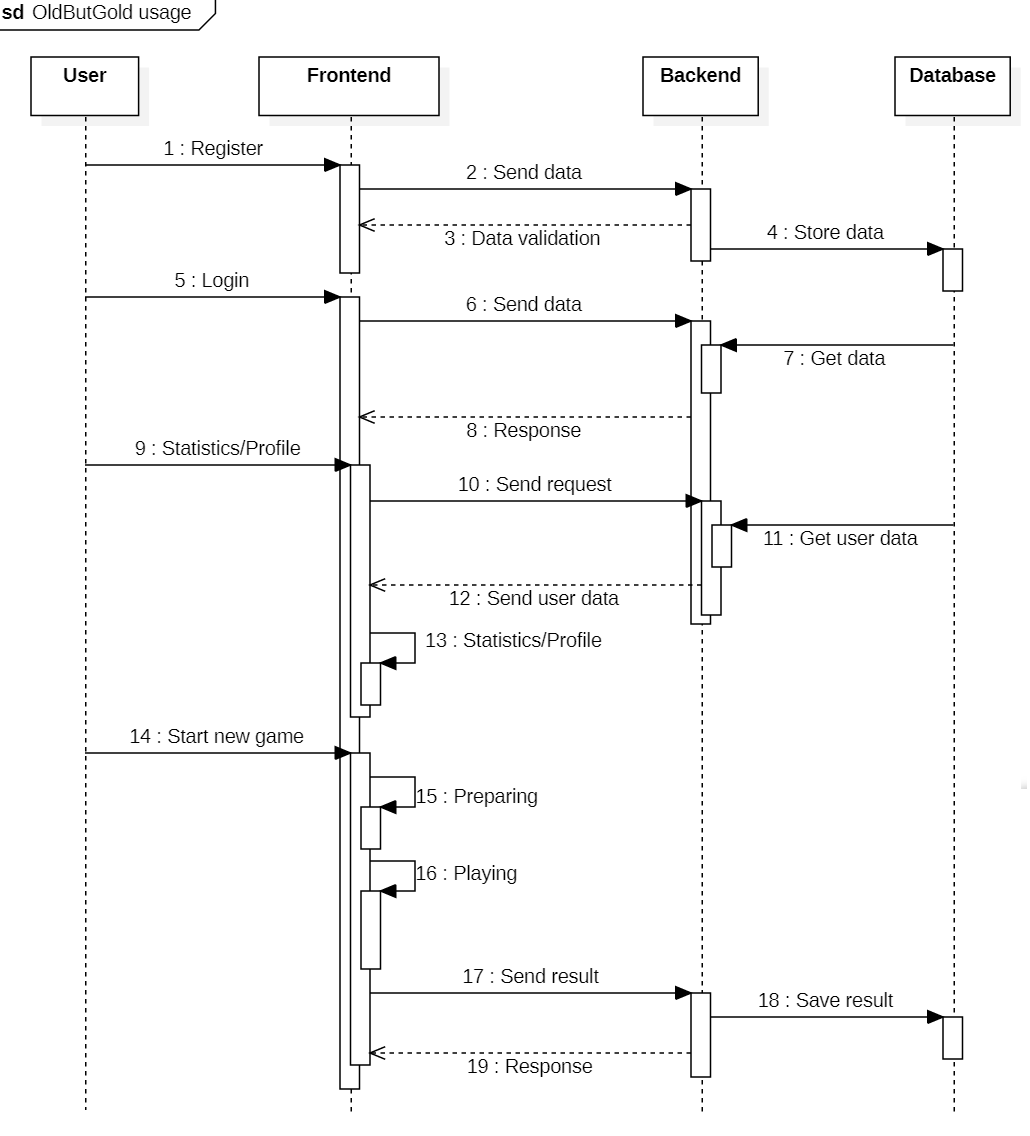 sd OldButGold usage
User
Frontend
Backend
Database
1 : Register
2 : Send data
3 : Data validation
4 : Store data
5 : Login
6 : Send data
7 : Get data
8 : Response
9 : Statistics/Profile
10 : Send request
11 : Get user data
12 : Send user data
13 : Statistics/Profile
14 : Start new game
15 : Preparing
16 : Playing
17 : Send result
18 : Save result
19 : Response